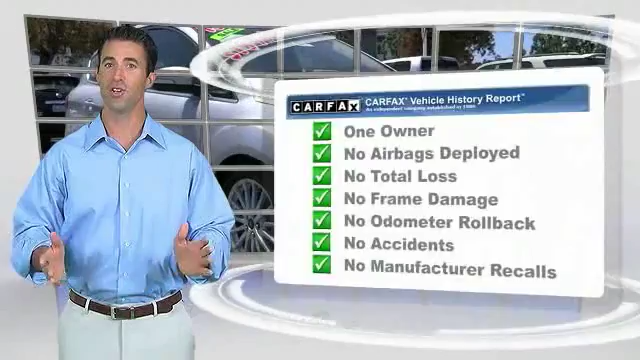 CARFAX CARFAX Vehicle History Report™
An independent company established in 1986
One Owner
No Airbags Deployed
No Total Loss
No Frame Damage
No Odometer Rollback
No Accidents
No Manufacturer Recalls